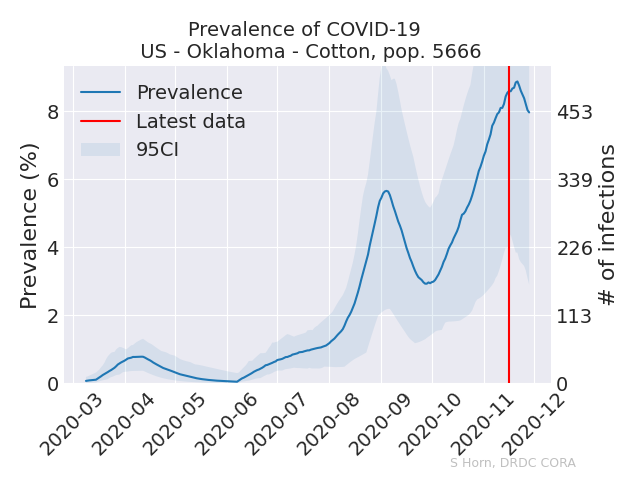 Prevalence of COVID-19
US - Oklahoma - Cotton, pop. 5666
Prevalence
Latest data
95CI
Prevalence (%)
8
6
4
2
0
453
339
226
113
0
# of infections
2020-03
2020-04
2020-05
2020-06
2020-07
2020-08
2020-09
2020-10
2020-11
2020-12
S Horn, DRDC CORA